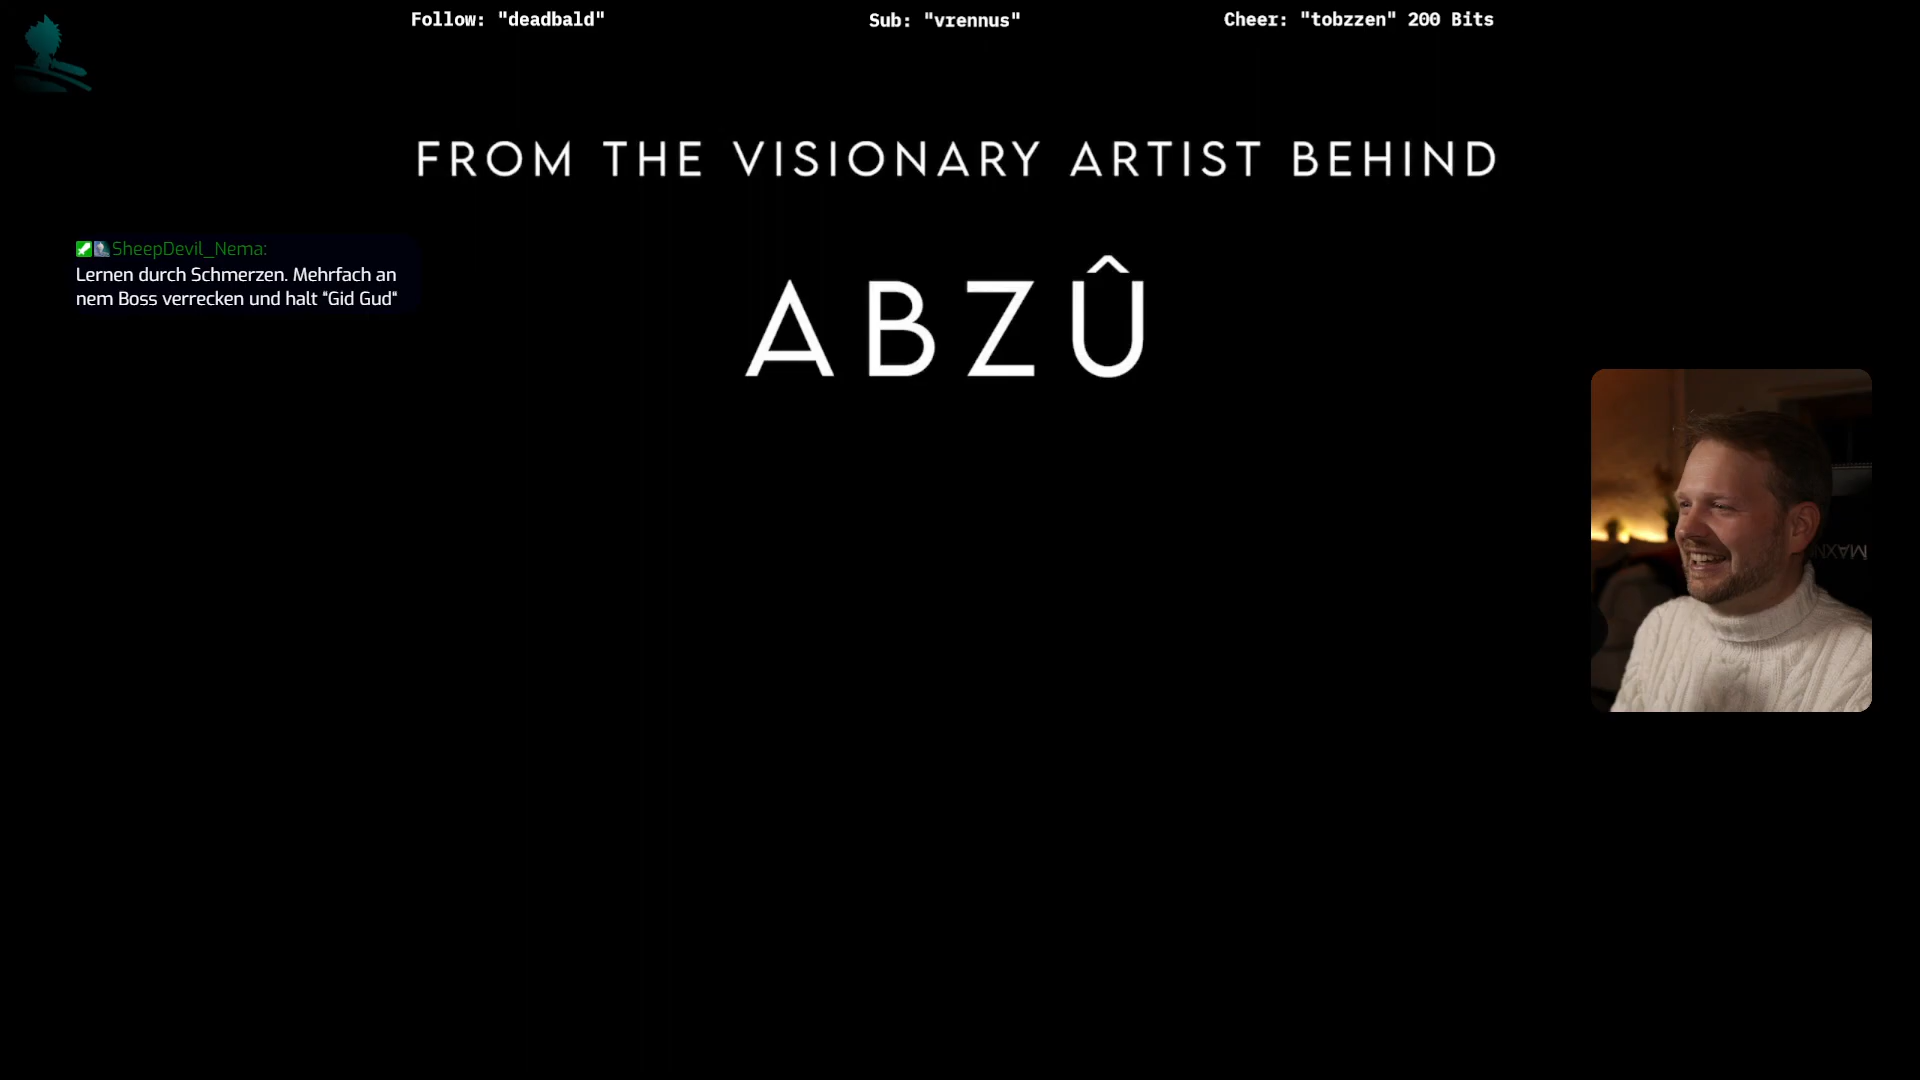 Follow: "deadbald"
Sub: "vrennus"
Cheer: "tobzzen" 200 Bits
FROM THE VISIONARY ARTIST BEHIND
ABZÛ
SheepDevil_Nema:
Lernen durch Schmerzen. Mehrfach an
nem Boss verrecken und halt "Gid Gud"